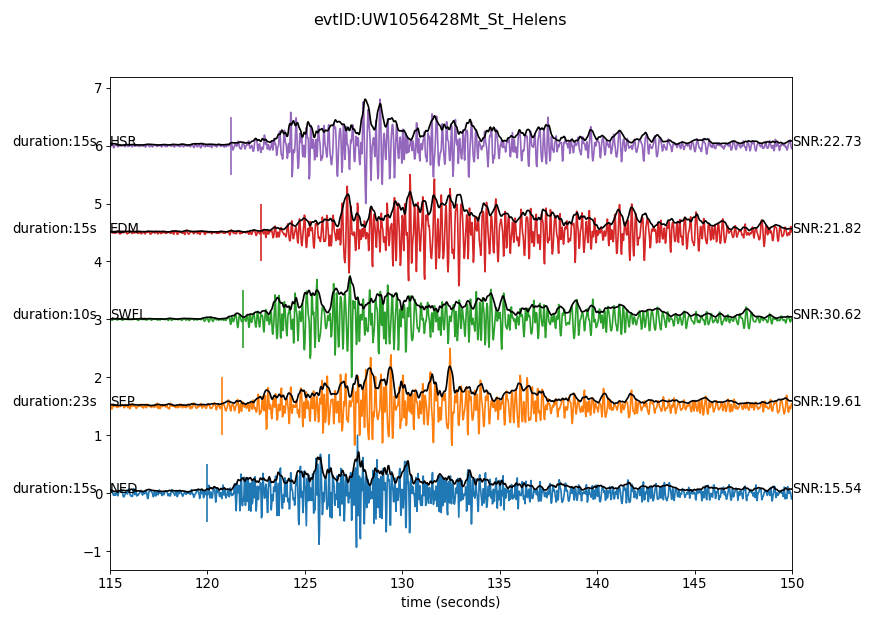 evtID:UW1056428Mt_St_Helens
7
duration:15s HSR SNR:22.73
6
5
duration:15s EDM SNR:21.82
4
duration:10s SWFL SNR:30.62
3
2
duration:23s SEP SNR:19.61
1
duration:15s NED SNR:15.54
0
−1
115 120 125 130 135 140 145 150
time (seconds)